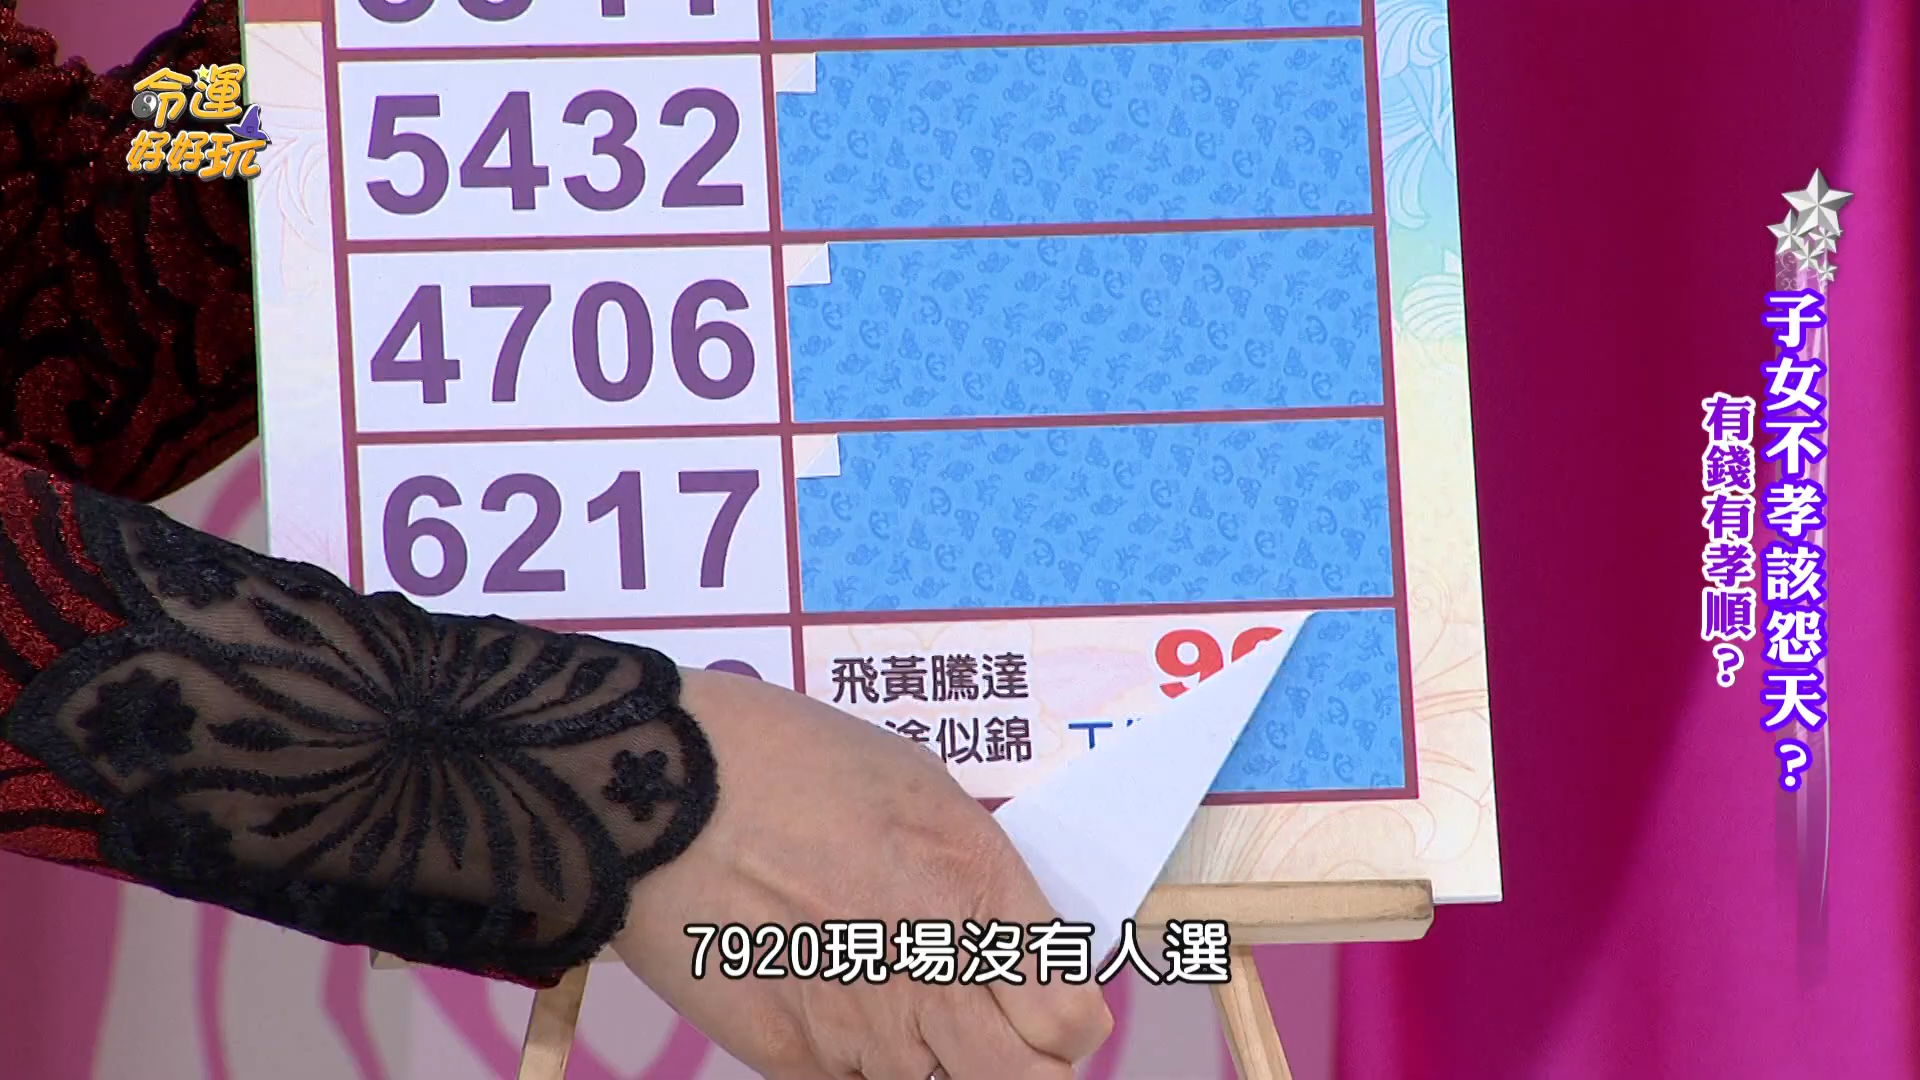 命運
好好玩
5432
4706
6217
飛黃騰達
似錦
子女不孝該怨天？
有錢有孝順？
7920現場沒有人選